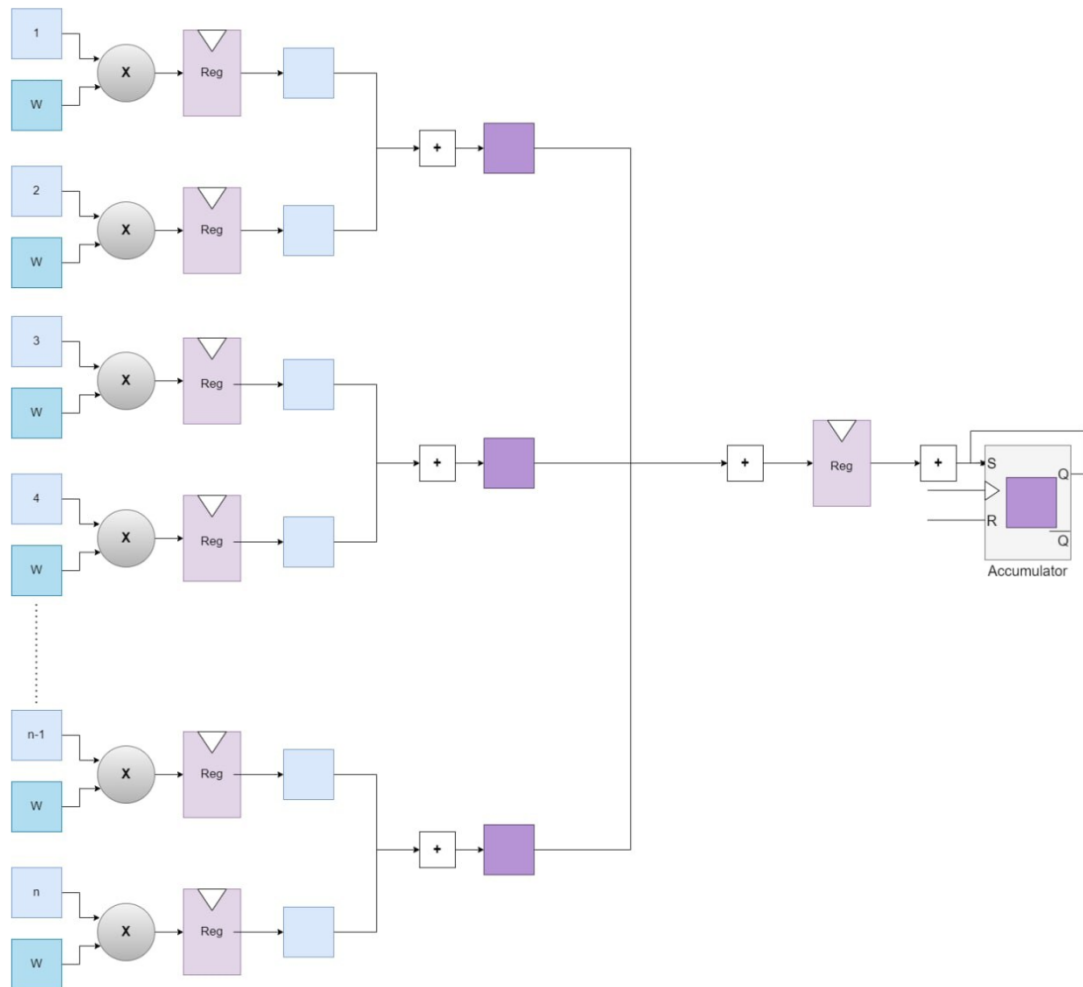 1
X
Reg
W
+
2
X
Reg
W
3
X
Reg
W
+
+
Reg
+
S
Q
R
Q
Accumulator
4
X
Reg
W
n-1
X
Reg
W
+
n
X
Reg
W